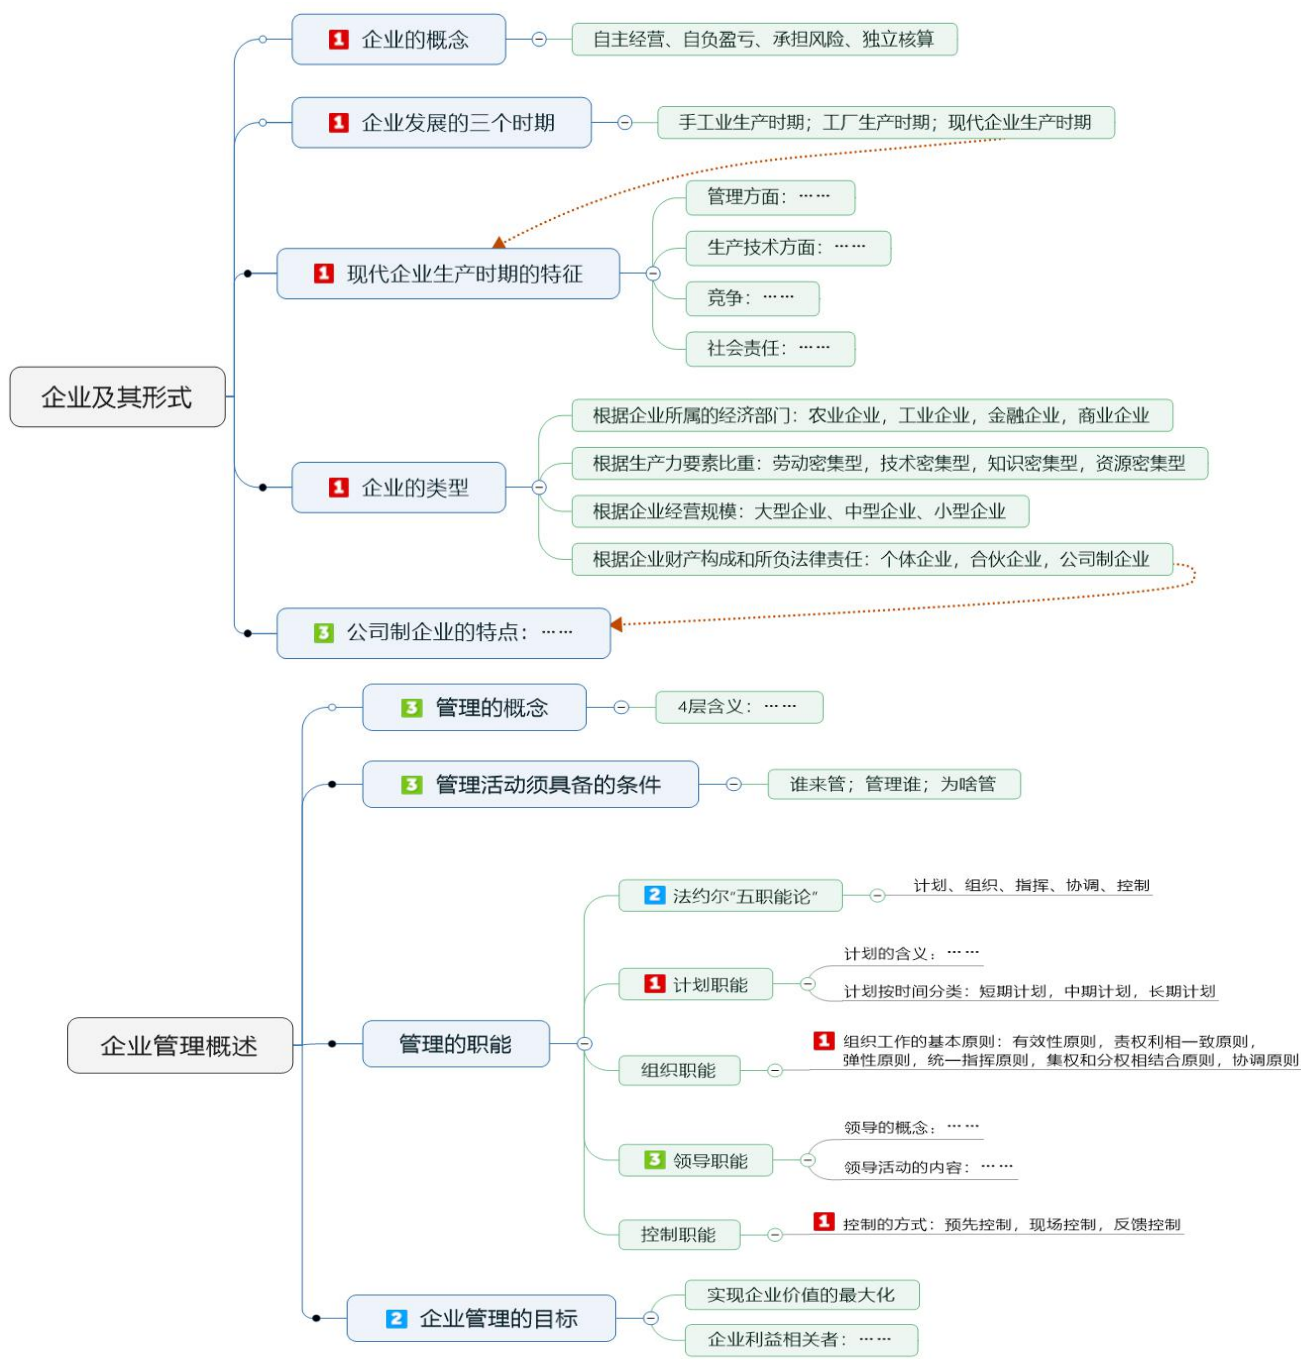 企业及其形式
1 企业的概念
自主经营、自负盈亏、承担风险、独立核算
1 企业发展的三个时期
手工业生产时期；工厂生产时期；现代企业生产时期
1 现代企业生产时期的特征
管理方面：……
生产技术方面：……
竞争：……
社会责任：……
1 企业的类型
根据企业所属的经济部门：农业企业，工业企业，金融企业，商业企业
根据生产力要素比重：劳动密集型，技术密集型，知识密集型，资源密集型
根据企业经营规模：大型企业、中型企业、小型企业
根据企业财产构成和所负法律责任：个体企业，合伙企业，公司制企业
3 公司制企业的特点：……
企业管理概述
3 管理的概念
4层含义：……
3 管理活动须具备的条件
谁来管；管理谁；为啥管
管理的职能
2 法约尔“五职能论”
计划、组织、指挥、协调、控制
1 计划职能
计划的含义：……
计划按时间分类：短期计划，中期计划，长期计划
组织职能
1 组织工作的基本原则：有效性原则，责权利相一致原则，
弹性原则，统一指挥原则，集权和分权相结合原则，协调原则
3 领导职能
领导的概念：……
领导活动的内容：……
控制职能
1 控制的方式：预先控制，现场控制，反馈控制
2 企业管理的目标
实现企业价值的最大化
企业利益相关者：……